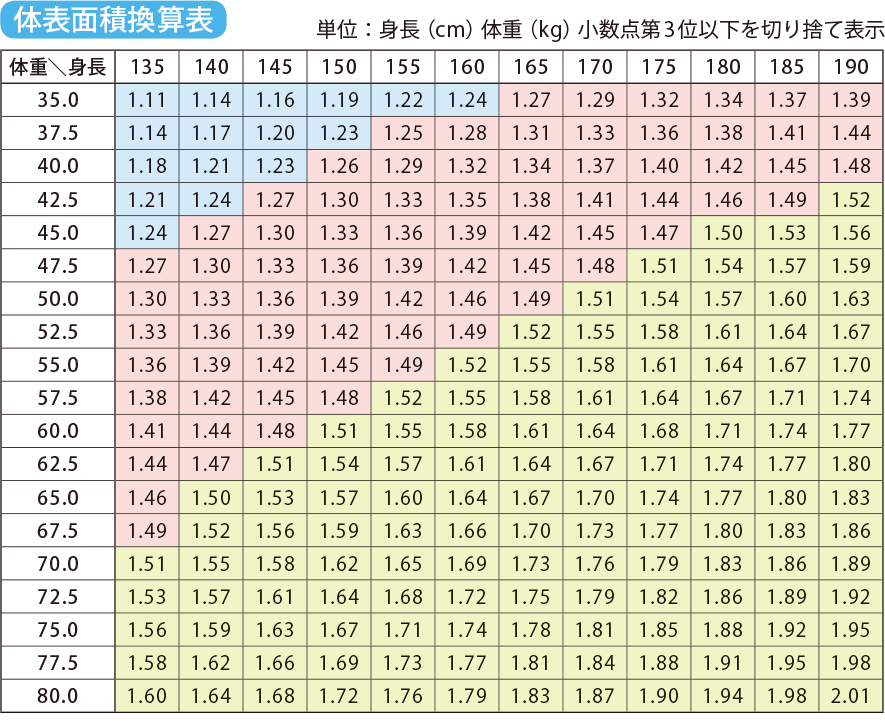 体表面積換算表
単位：身長（cm）体重（kg）小数点第3位以下を切り捨て表示
体重＼身長 135 140 145 150 155 160 165 170 175 180 185 190
35.0 1.11 1.14 1.16 1.19 1.22 1.24 1.27 1.29 1.32 1.34 1.37 1.39
37.5 1.14 1.17 1.20 1.23 1.25 1.28 1.31 1.33 1.36 1.38 1.41 1.44
40.0 1.18 1.21 1.23 1.26 1.29 1.32 1.34 1.37 1.40 1.42 1.45 1.48
42.5 1.21 1.24 1.27 1.30 1.33 1.35 1.38 1.41 1.44 1.46 1.49 1.52
45.0 1.24 1.27 1.30 1.33 1.36 1.39 1.42 1.45 1.47 1.50 1.53 1.56
47.5 1.27 1.30 1.33 1.36 1.39 1.42 1.45 1.48 1.51 1.54 1.57 1.59
50.0 1.30 1.33 1.36 1.39 1.42 1.46 1.49 1.51 1.54 1.57 1.60 1.63
52.5 1.33 1.36 1.39 1.42 1.46 1.49 1.52 1.55 1.58 1.61 1.64 1.67
55.0 1.36 1.39 1.42 1.45 1.49 1.52 1.55 1.58 1.61 1.64 1.67 1.70
57.5 1.38 1.42 1.45 1.48 1.52 1.55 1.58 1.61 1.64 1.67 1.71 1.74
60.0 1.41 1.44 1.48 1.51 1.55 1.58 1.61 1.64 1.68 1.71 1.74 1.77
62.5 1.44 1.47 1.51 1.54 1.57 1.61 1.64 1.67 1.71 1.74 1.77 1.80
65.0 1.46 1.50 1.53 1.57 1.60 1.64 1.67 1.70 1.74 1.77 1.80 1.83
67.5 1.49 1.52 1.56 1.59 1.63 1.66 1.70 1.73 1.77 1.80 1.83 1.86
70.0 1.51 1.55 1.58 1.62 1.65 1.69 1.73 1.76 1.79 1.83 1.86 1.89
72.5 1.53 1.57 1.61 1.64 1.68 1.72 1.75 1.79 1.82 1.86 1.89 1.92
75.0 1.56 1.59 1.63 1.67 1.71 1.74 1.78 1.81 1.85 1.88 1.92 1.95
77.5 1.58 1.62 1.66 1.69 1.73 1.77 1.81 1.84 1.88 1.91 1.95 1.98
80.0 1.60 1.64 1.68 1.72 1.76 1.79 1.83 1.87 1.90 1.94 1.98 2.01